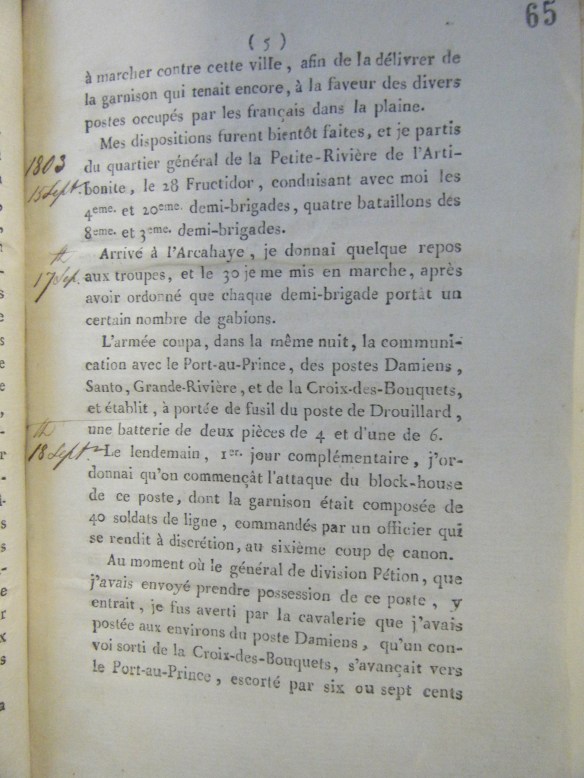 65
( 5 )
à marcher contre cette ville, afin de la délivrer de
la garnison qui tenait encore, à la faveur des divers
postes occupés par les français dans la plaine.
Mes dispositions furent bientôt faites, et je partis
1803
du quartier général de la Petite-Rivière de l'Arti-
15 Sept.
bonite, le 28 Fructidor, conduisant avec moi les
4eme. et 20eme. demi-brigades, quatre bataillons des
8eme. et 3eme. demi-brigades.
Arrivé à l'Arcahaye, je donnai quelque repos
17th Sep.
aux troupes, et le 30 je me mis en marche, après
avoir ordonné que chaque demi-brigade portât un
certain nombre de gabions.
L'armée coupa, dans la même nuit, la communi-
cation avec le Port-au-Prince, des postes Damiens,
Santo, Grande-Rivière, et de la Croix-des-Bouquets,
et établit, à portée de fusil du poste de Drouillard,
une batterie de deux pièces de 4 et d'une de 6.
18th Sept.
Le lendemain, 1er. jour complémentaire, j'or-
donnai qu'on commençât l'attaque du block-house
de ce poste, dont la garnison était composée de
40 soldats de ligne, commandés par un officier qui
se rendit à discrétion, au sixième coup de canon.
Au moment où le général de division Pétion, que
j'avais envoyé prendre possession de ce poste, y
entrait, je fus averti par la cavalerie que j'avais
postée aux environs du poste Damiens, qu'un con-
voi sorti de la Croix-des-Bouquets, s'avançait vers
le Port-au-Prince, escorté par six ou sept cents